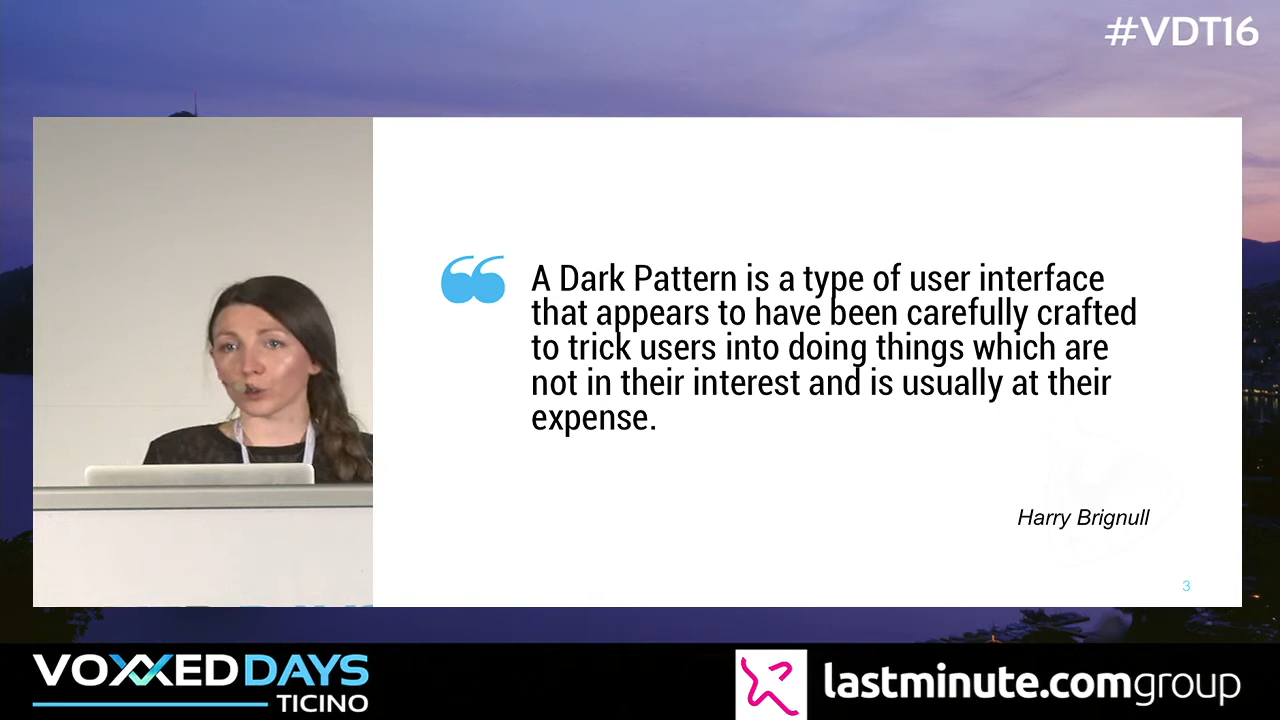 #VDT16
“ A Dark Pattern is a type of user interface
that appears to have been carefully crafted
to trick users into doing things which are
not in their interest and is usually at their
expense.
Harry Brignull
3
VOXXED DAYS
TICINO
lastminute.comgroup